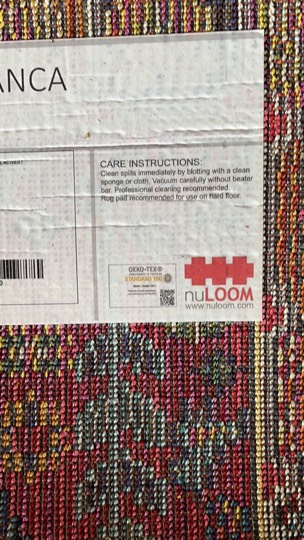 ANCA
CARE INSTRUCTIONS:
Clean spills immediately by blotting with a clean
sponge or cloth. Vacuum carefully without beater
bar. Professional cleaning recommended.
Rug pad recommended for use on hard floor.
OEKO-TEX®
STANDARD 100
nuLOOM
www.nuloom.com